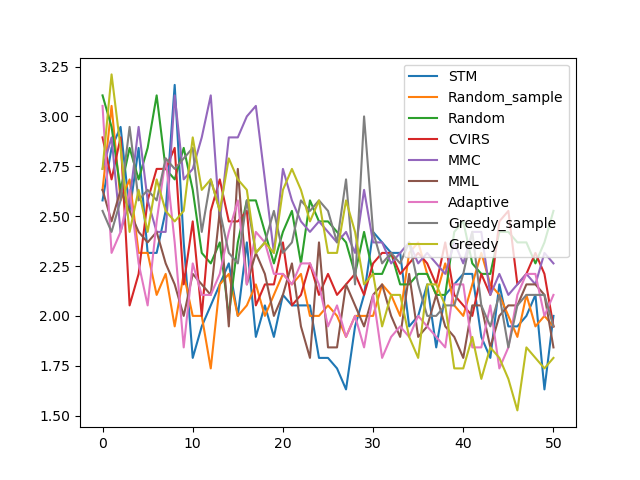 3.25
3.00
2.75
2.50
2.25
2.00
1.75
1.50
0 10 20 30 40 50
STM
Random_sample
Random
CVIRS
MMC
MML
Adaptive
Greedy_sample
Greedy